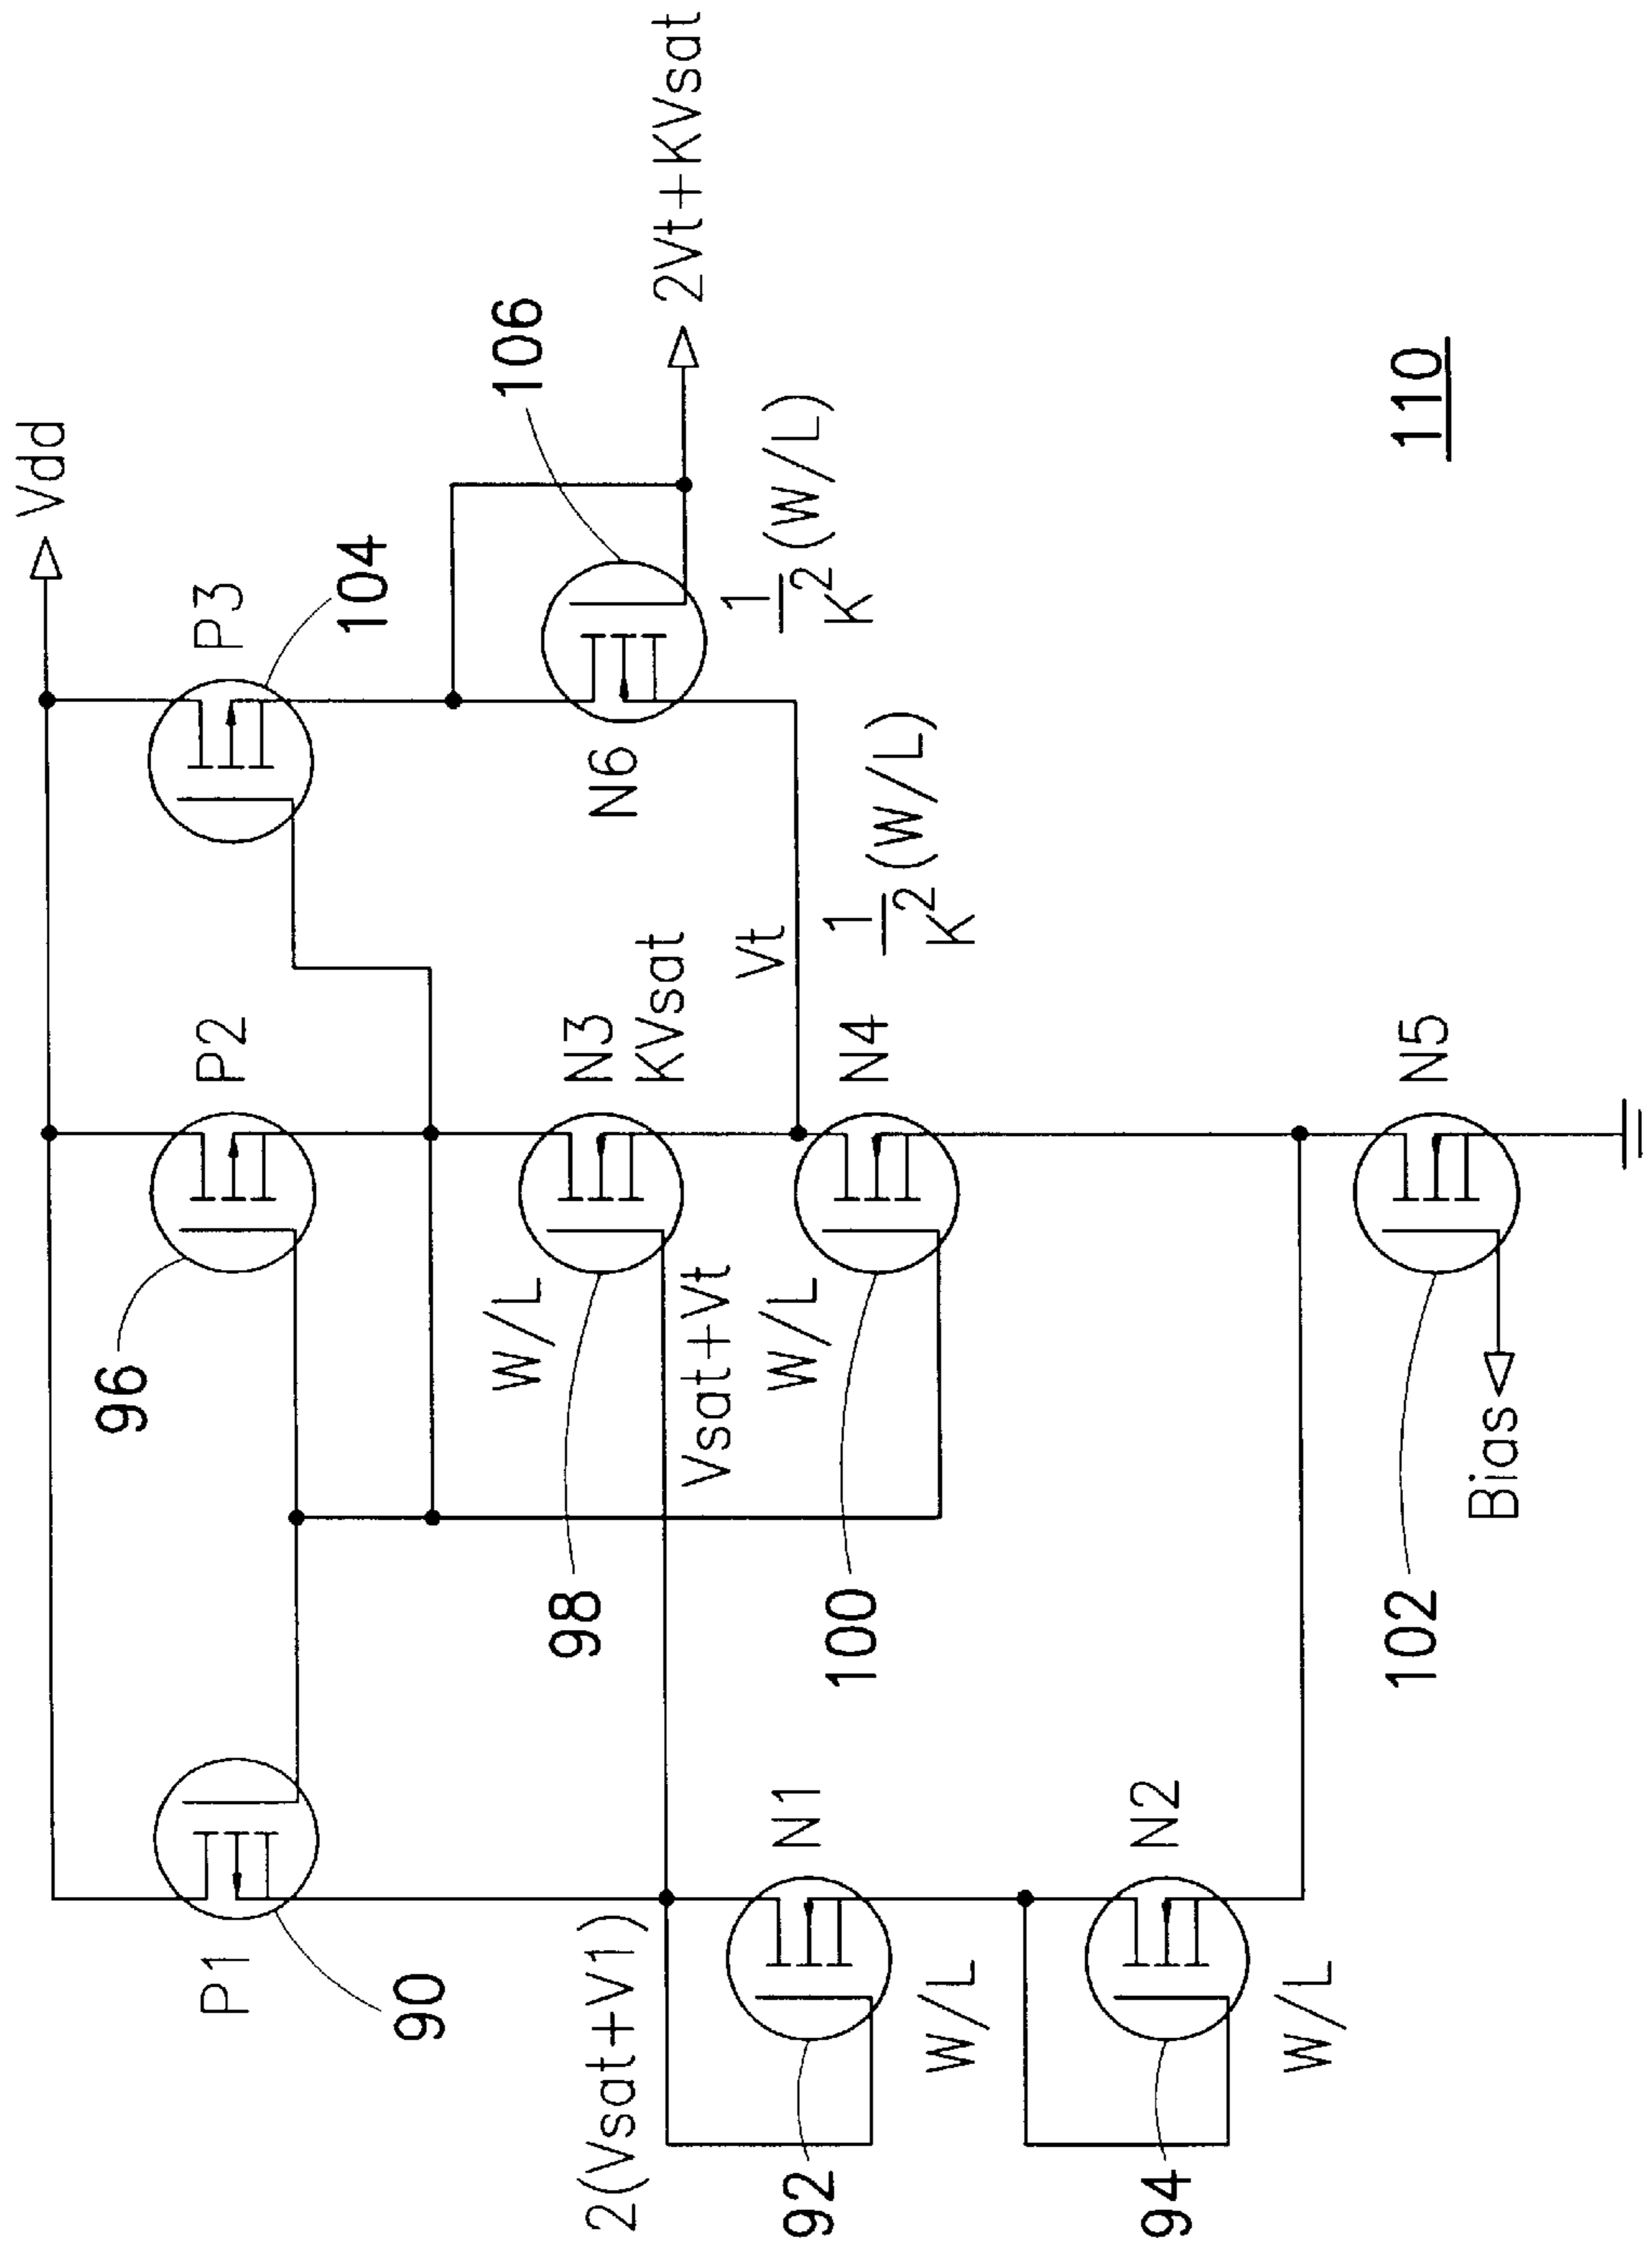 Vdd
P1
90
P2
96
P3
104
2(Vsat+V1)
N1
92
W/L
N2
94
W/L
W/L
N3
KVsat
98
Vsat+Vt
W/L
Vt
N4
1/K² (W/L)
100
N6
106
1/K² (W/L)
2Vt+KVsat
N5
102
Bias
110